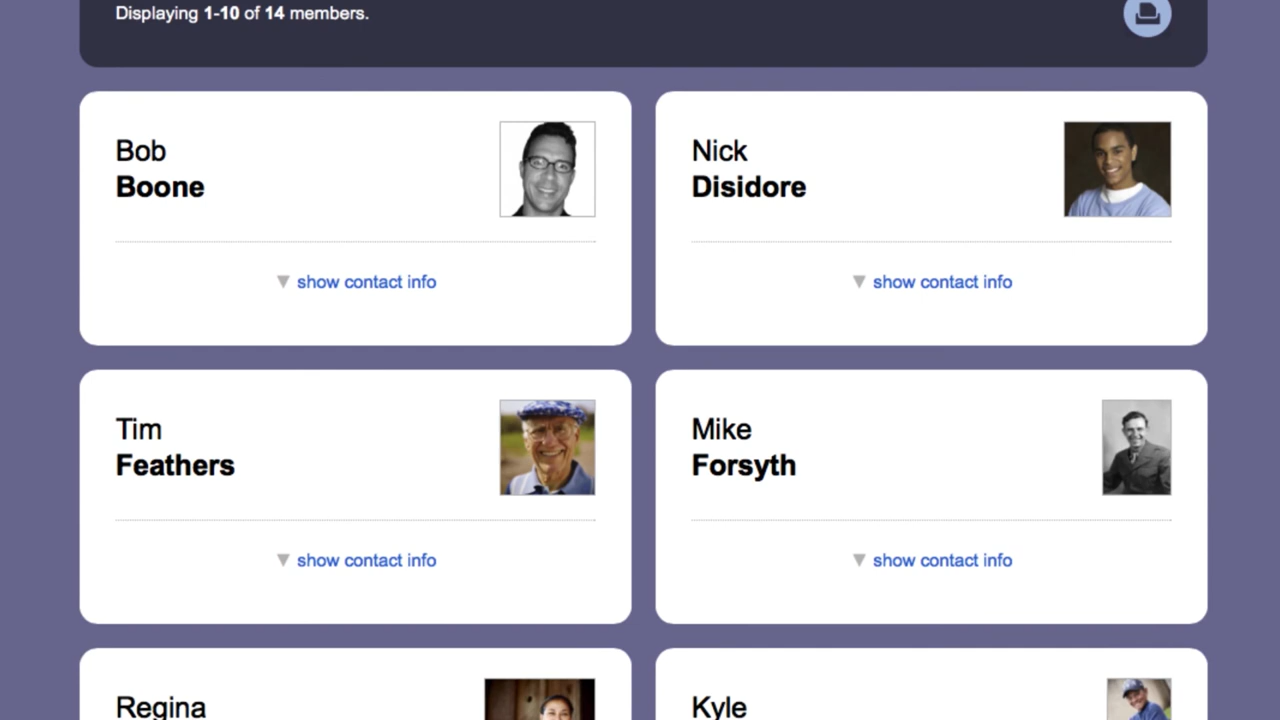 Displaying 1-10 of 14 members.
Bob
Boone
▼ show contact info
Nick
Disidore
▼ show contact info
Tim
Feathers
▼ show contact info
Mike
Forsyth
▼ show contact info
Regina
Kyle